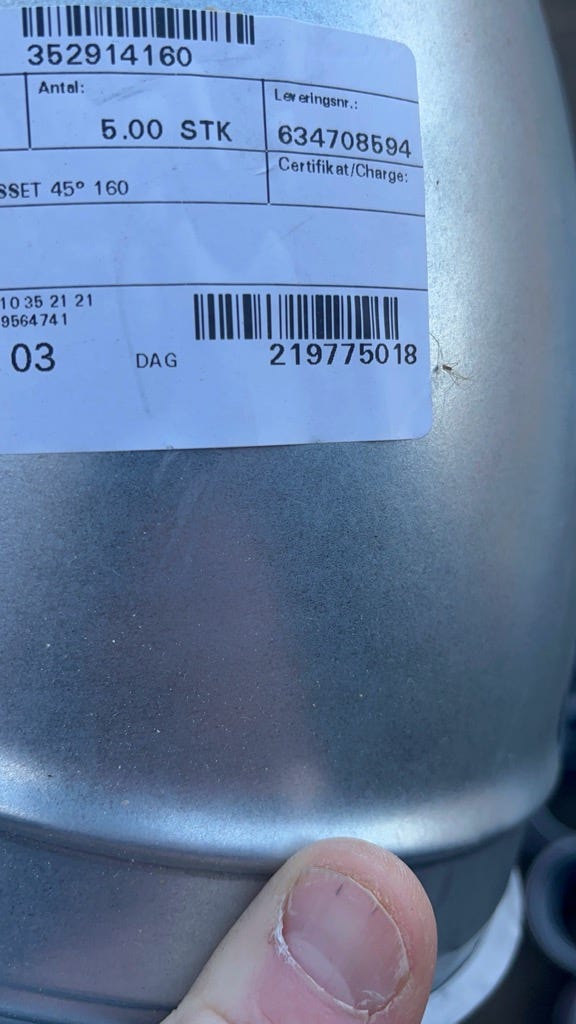 352914160
Antal:
5.00 STK
Leveringsnr.:
634708594
Certifikat/Charge:
SSET 45° 160
10 35 21 21
9564741
03
DAG
219775018